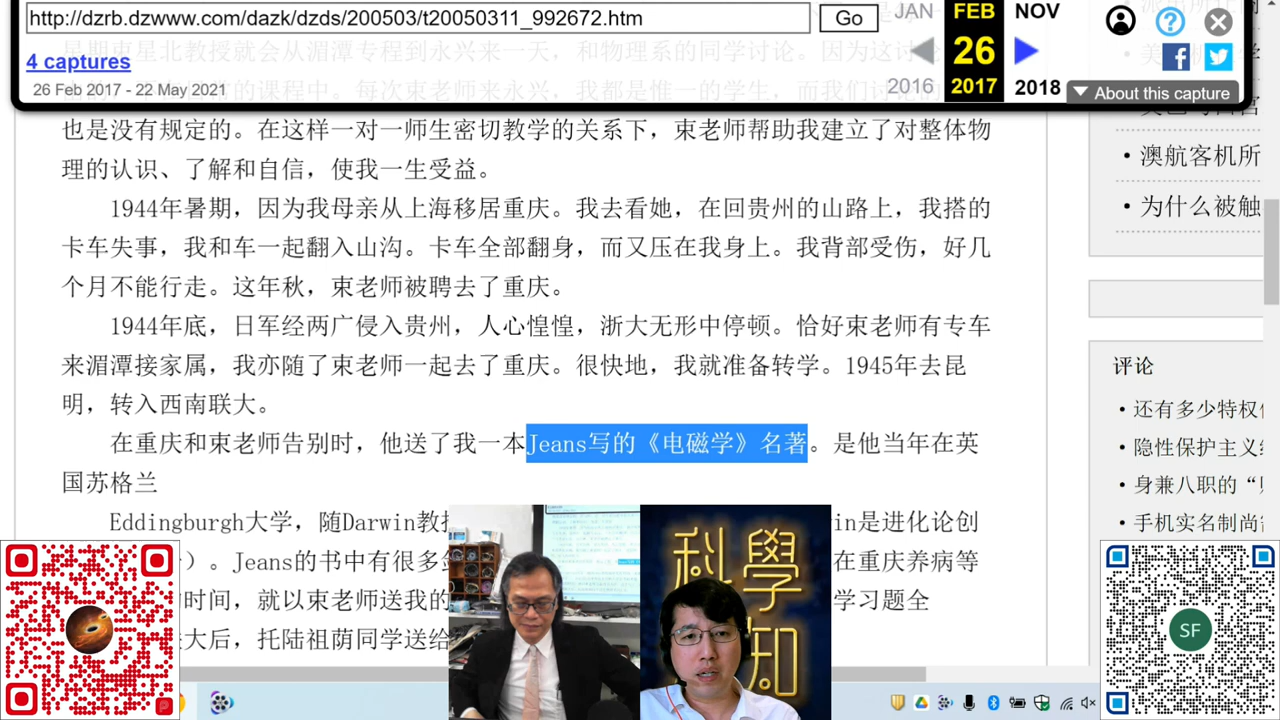 http://dzrb.dzwww.com/dazh/dzds/200503/t20050311_992672.htm
Go
JAN FEB NOV
26
4 captures
26 Feb 2017 - 22 May 2021
2016 2017 2018
About this capture
也是没有规定的。在这样一对一师生密切教学的关系下，束老师帮助我建立了对整体物
理的认识、了解和自信，使我一生受益。
1944年暑期，因为我母亲从上海移居重庆。我去看她，在回贵州的山路上，我搭的
卡车失事，我和车一起翻入山沟。卡车全部翻身，而又压在我身上。我背部受伤，好几
个月不能行走。这年秋，束老师被聘去了重庆。
1944年底，日军经两广侵入贵州，人心惶惶，浙大无形中停顿。恰好束老师有专车
来湄潭接家属，我亦随了束老师一起去了重庆。很快地，我就准备转学。1945年去昆
明，转入西南联大。
在重庆和束老师告别时，他送了我一本Jeans写的《电磁学》名著。是他当年在英
国苏格兰
Eddingburgh大学，随Darwin教
in是进化论创
）。Jeans的书中有很多
在重庆养病等
时间，就以束老师送我的
学习题全
大后，托陆祖荫同学送给
科學
知
SF
• 澳航客机所
• 为什么被触
评论
• 还有多少特权
• 隐性保护主义
• 身兼八职的“
• 手机实名制尚